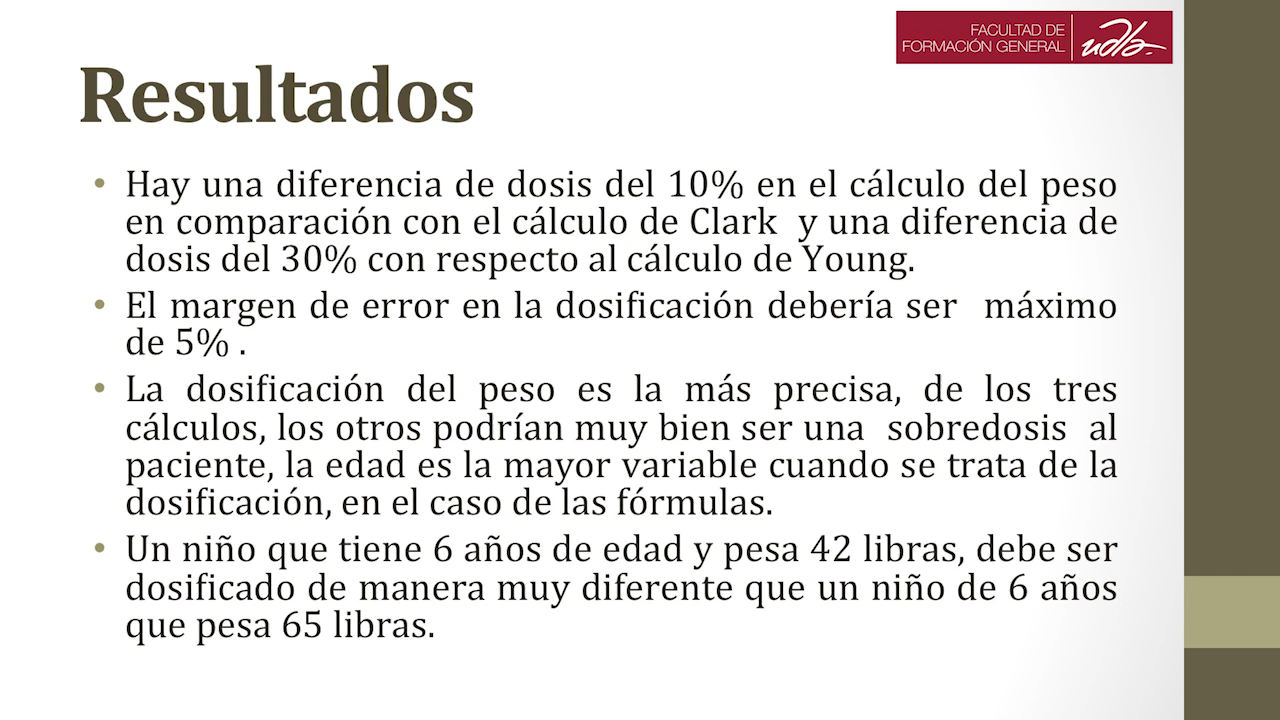 FACULTAD DE
FORMACIÓN GENERAL
udla
Resultados
• Hay una diferencia de dosis del 10% en el cálculo del peso
en comparación con el cálculo de Clark y una diferencia de
dosis del 30% con respecto al cálculo de Young.
• El margen de error en la dosificación debería ser máximo
de 5% .
• La dosificación del peso es la más precisa, de los tres
cálculos, los otros podrían muy bien ser una sobredosis al
paciente, la edad es la mayor variable cuando se trata de la
dosificación, en el caso de las fórmulas.
• Un niño que tiene 6 años de edad y pesa 42 libras, debe ser
dosificado de manera muy diferente que un niño de 6 años
que pesa 65 libras.